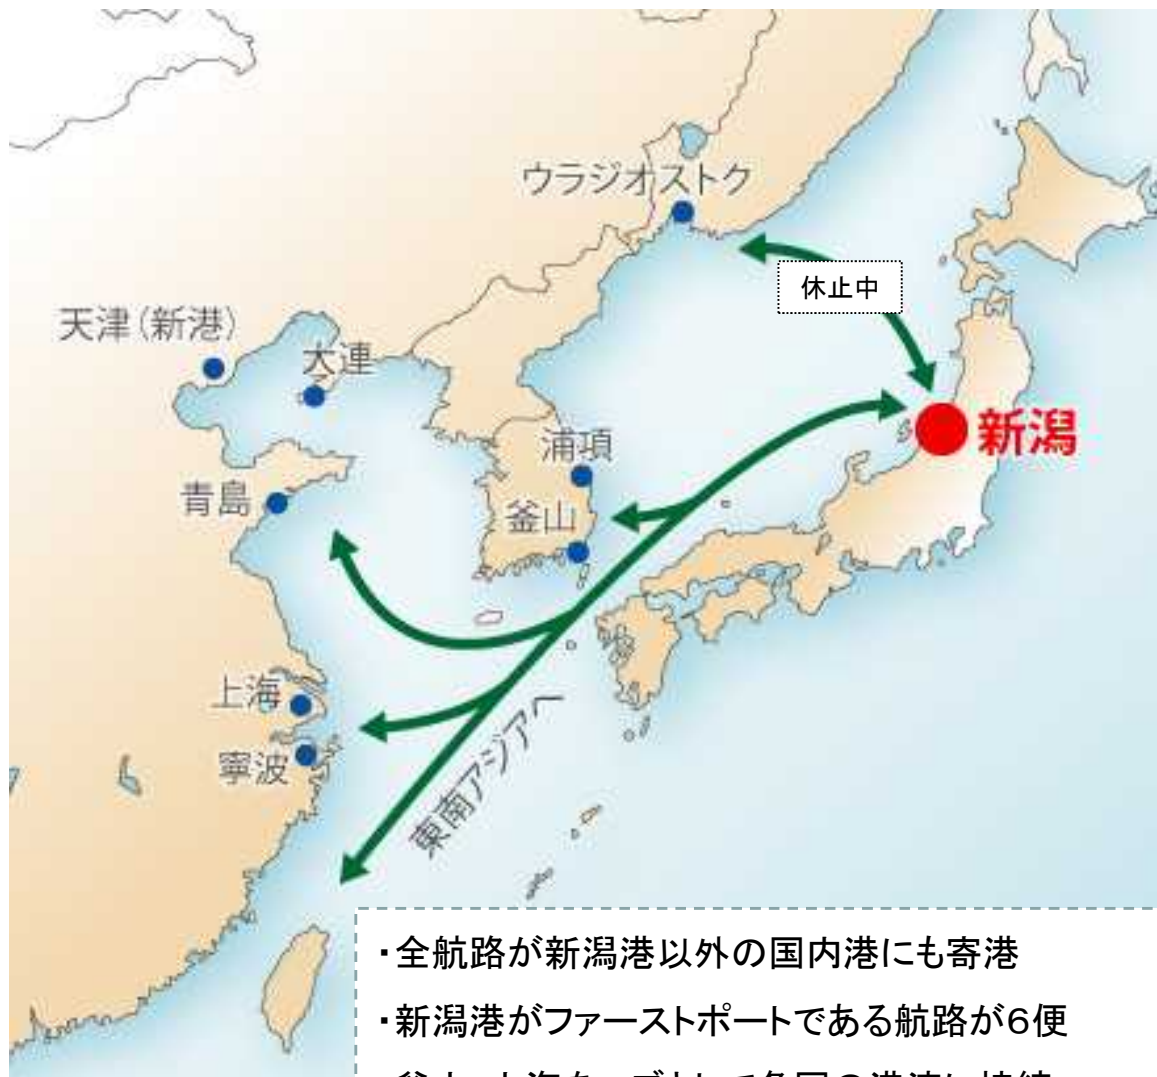 ウラジオストク
休止中
天津(新港)
大連
新潟
浦項
青島
釜山
上海
寧波
東南アジアへ
・全航路が新潟港以外の国内港にも寄港
・新潟港がファーストポートである航路が6便